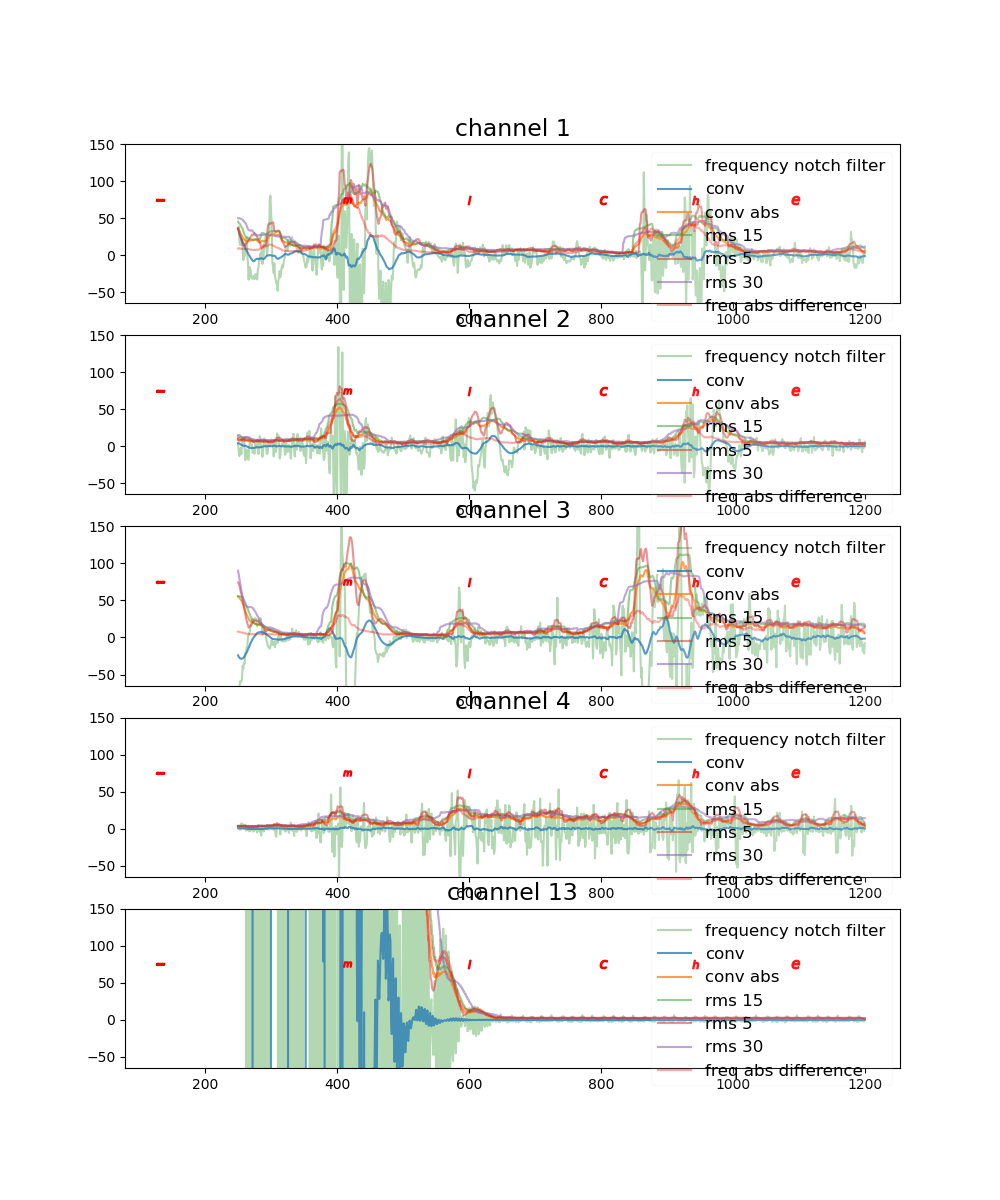 channel 1
150
100
50
0
−50
– m l c h e
frequency notch filter
conv
conv abs
rms 15
rms 5
rms 30
freq abs difference
200 400 600 800 1000 1200
channel 2
150
100
50
0
−50
– m l c h e
frequency notch filter
conv
conv abs
rms 15
rms 5
rms 30
freq abs difference
200 400 600 800 1000 1200
channel 3
150
100
50
0
−50
– m l c h e
frequency notch filter
conv
conv abs
rms 15
rms 5
rms 30
freq abs difference
200 400 600 800 1000 1200
channel 4
150
100
50
0
−50
– m l c h e
frequency notch filter
conv
conv abs
rms 15
rms 5
rms 30
freq abs difference
200 400 600 800 1000 1200
channel 13
150
100
50
0
−50
– m l c h e
frequency notch filter
conv
conv abs
rms 15
rms 5
rms 30
freq abs difference
200 400 600 800 1000 1200